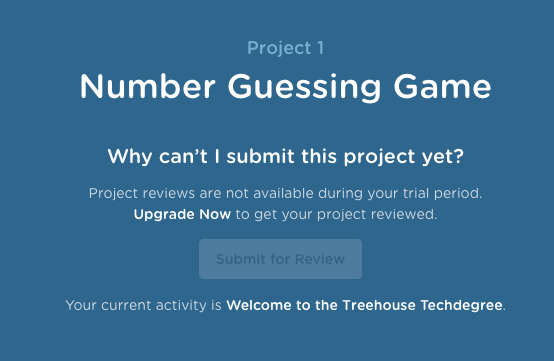 Project 1
Number Guessing Game
Why can’t I submit this project yet?
Project reviews are not available during your trial period.
Upgrade Now to get your project reviewed.
Submit for Review
Your current activity is Welcome to the Treehouse Techdegree.